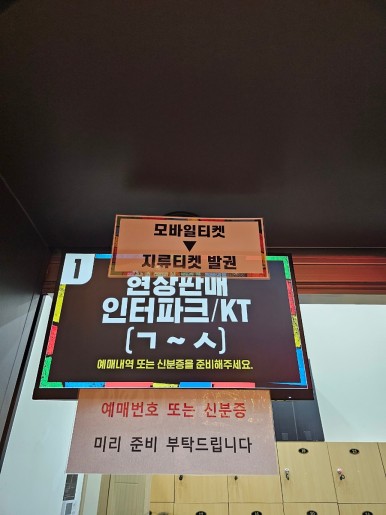 모바일티켓
▼
지류티켓 발권
1
현장판매
인터파크/KT
(ㄱ~ㅅ)
예매내역 또는 신분증을 준비해주세요.
예매번호 또는 신분증
미리 준비 부탁드립니다